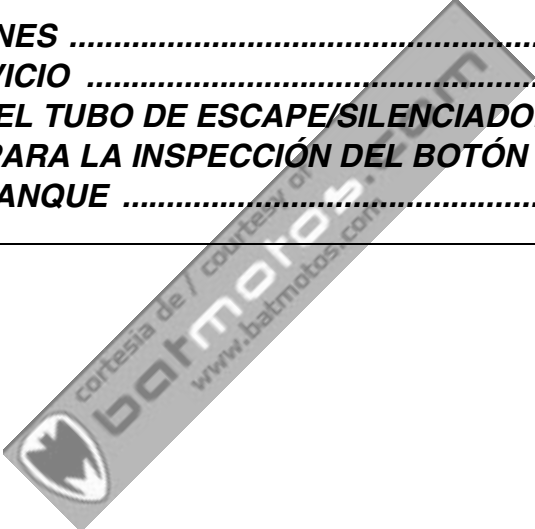 NES ..........................................................
VICIO ........................................................
EL TUBO DE ESCAPE/SILENCIADO
PARA LA INSPECCIÓN DEL BOTÓN
ANQUE ....................................................
cortesia de / courtesy of
batmotos.com
www.batmotos.com